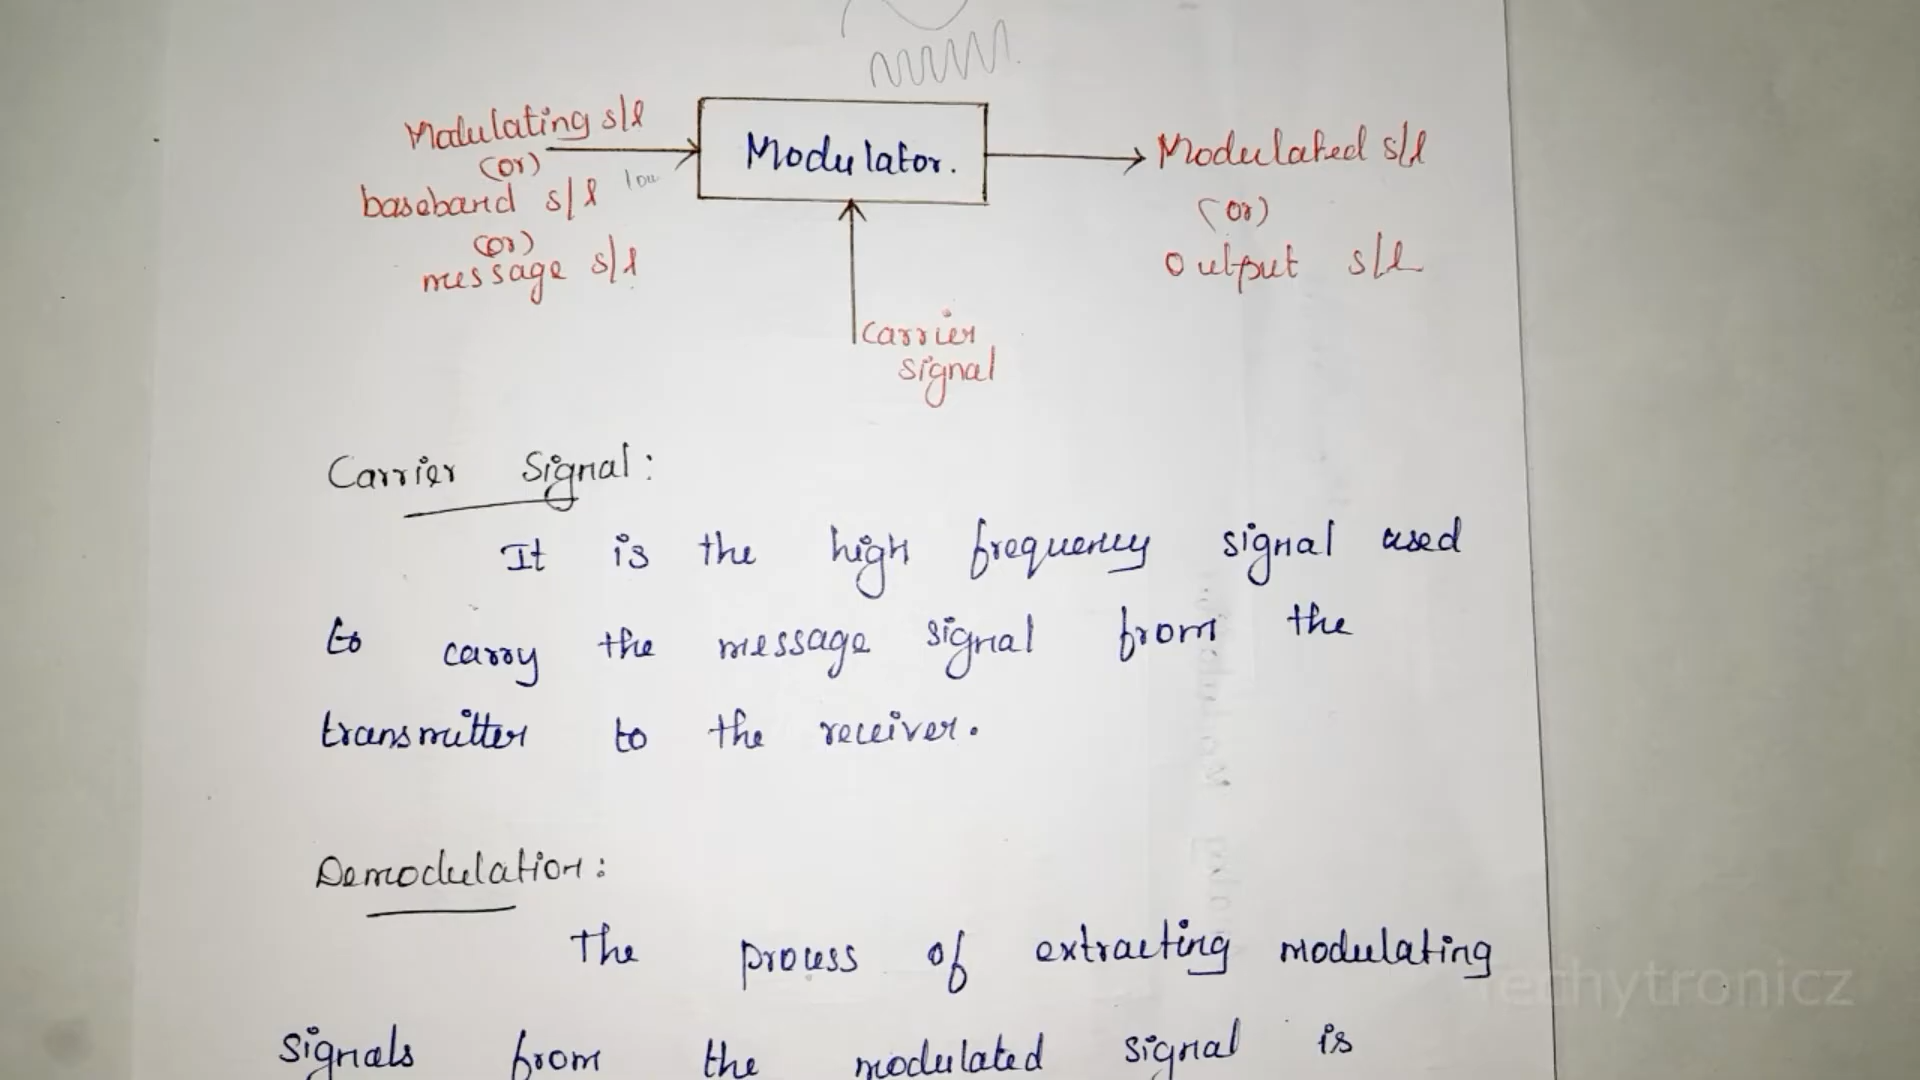 Modulating s/l
(or)
baseband s/l
(or)
message s/l
low
Modulator.
Modulated s/l
(or)
output s/l
carrier
signal
Carrier Signal:
It is the high frequency signal used
to carry the message signal from the
transmitter to the receiver.
Demodulation:
The process of extracting modulating
signals from the modulated signal is
techytronicz